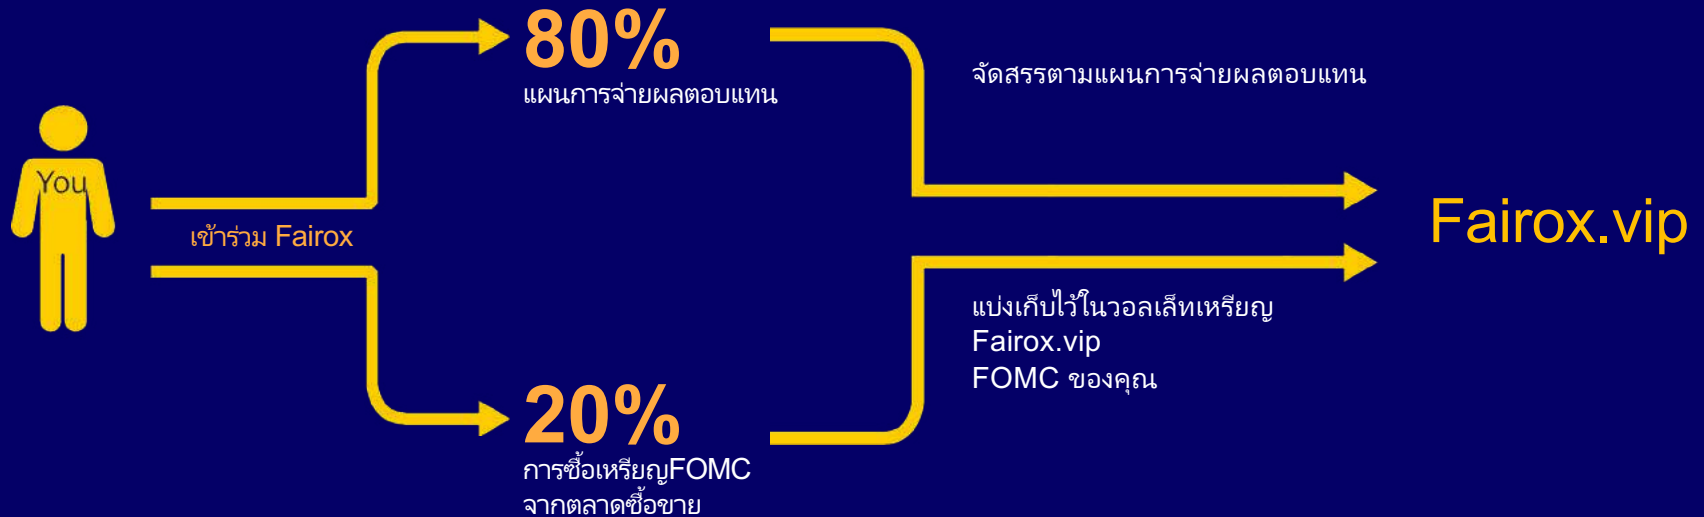 You
เข้าร่วม Fairox
80%
แผนการจ่ายผลตอบแทน
จัดสรรตามแผนการจ่ายผลตอบแทน
20%
การซื้อเหรียญFOMC
จากตลาดซื้อขาย
แบ่งเก็บไว้ในวอลเล็ทเหรียญ
Fairox.vip
FOMC ของคุณ
Fairox.vip